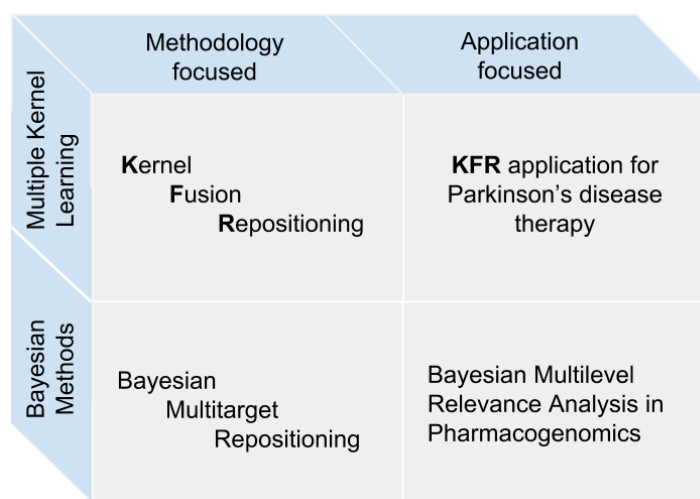 Methodology
focused
Application
focused
Multiple Kernel
Learning
Kernel
Fusion
Repositioning
KFR application for
Parkinson's disease
therapy
Bayesian
Methods
Bayesian
Multitarget
Repositioning
Bayesian Multilevel
Relevance Analysis in
Pharmacogenomics